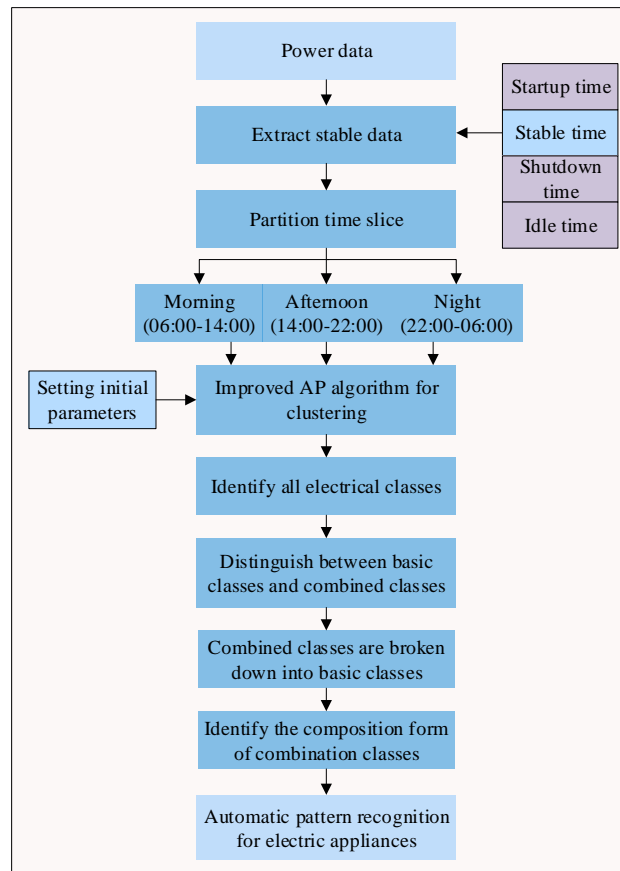 Power data
Startup time
Extract stable data
Stable time
Shutdown
time
Partition time slice
Idle time
Morning
(06:00-14:00)
Afternoon
(14:00-22:00)
Night
(22:00-06:00)
Setting initial
parameters
Improved AP algorithm for
clustering
Identify all electrical classes
Distinguish between basic
classes and combined classes
Combined classes are broken
down into basic classes
Identify the composition form
of combination classes
Automatic pattern recognition
for electric appliances